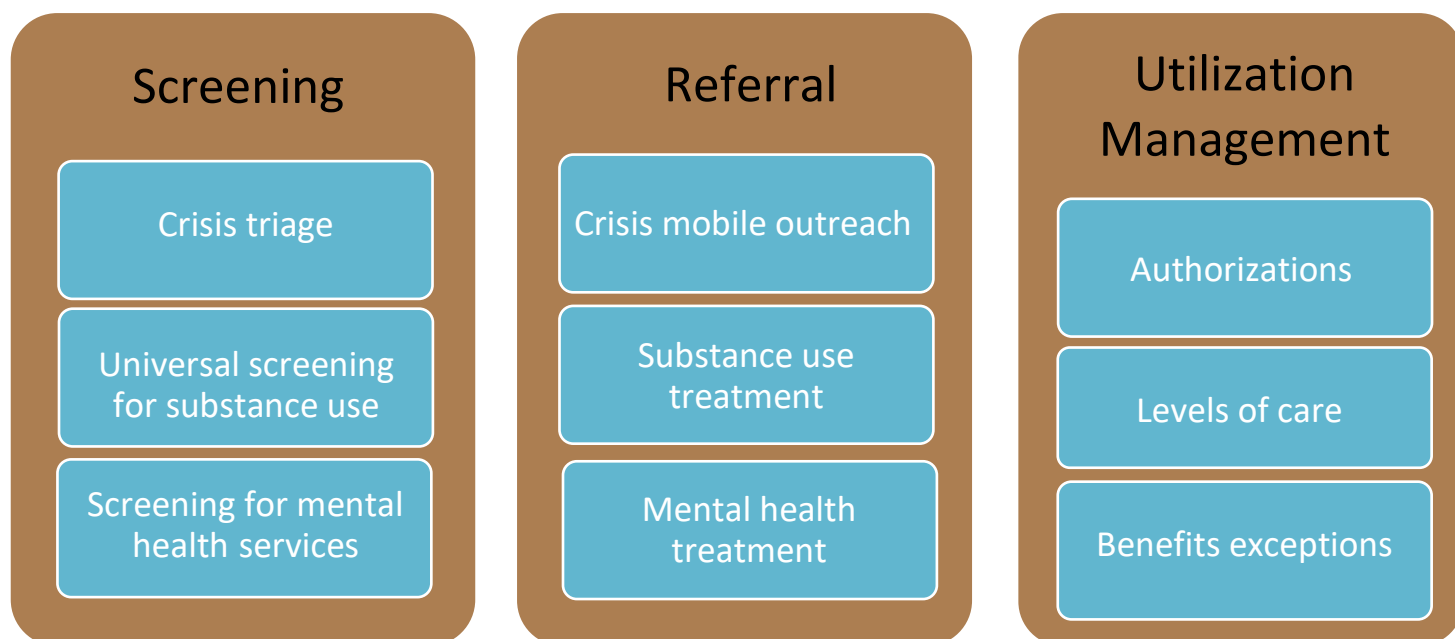 Screening
Crisis triage
Universal screening
for substance use
Screening for mental
health services
Referral
Crisis mobile outreach
Substance use
treatment
Mental health
treatment
Utilization
Management
Authorizations
Levels of care
Benefits exceptions